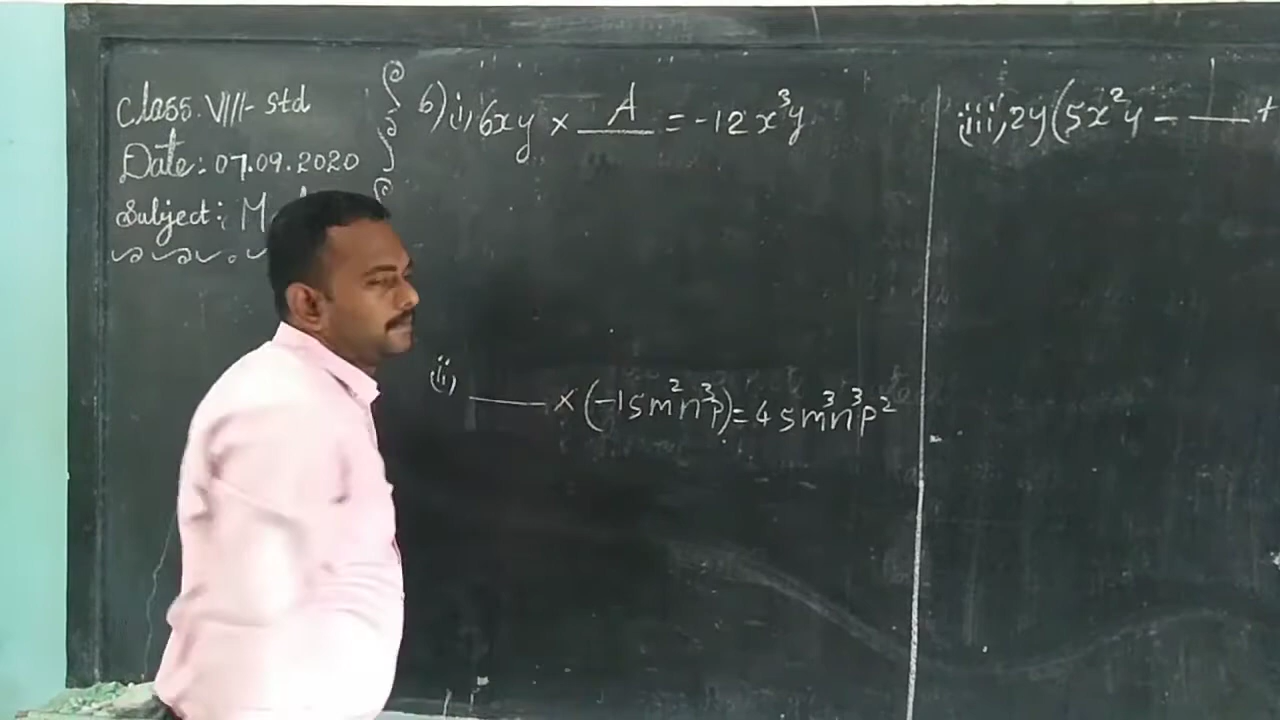 Class: VIII - std
Date: 07.09.2020
Subject:
6) i) 6xy × A = -12x³y
ii) ____ × (-15m²n³p) = 45m³n³p²
iii) 2y(5x²y - ____ +